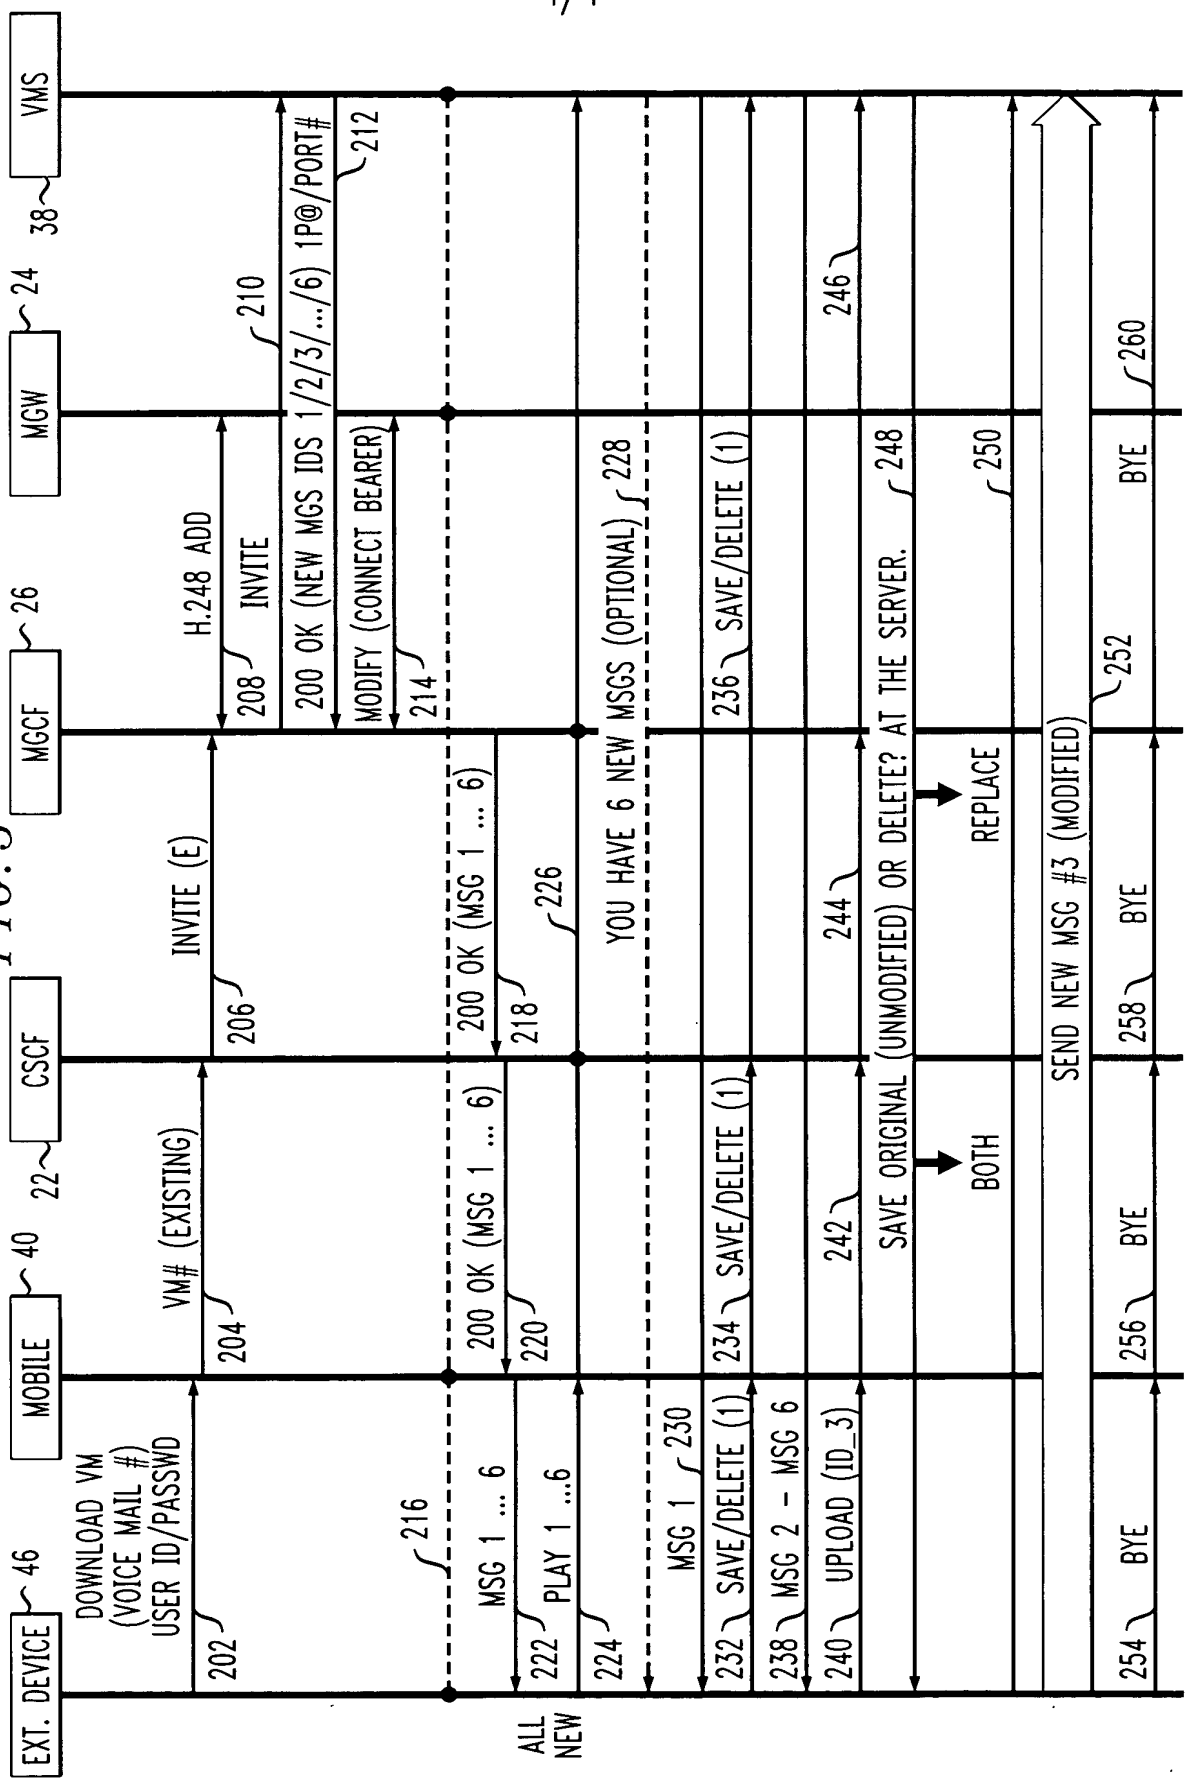 FIG. 3
EXT. DEVICE
46
MOBILE
40
CSCF
22
MGCF
26
MGW
24
VMS
38
DOWNLOAD VM
(VOICE MAIL #)
USER ID/PASSWD
202
VM# (EXISTING)
204
INVITE (E)
206
H.248 ADD
208
INVITE
210
200 OK (NEW MGS IDS 1/2/3/.../6) 1P@/PORT#
212
MODIFY (CONNECT BEARER)
214
216
200 OK (MSG 1 ... 6)
218
200 OK (MSG 1 ... 6)
220
ALL
NEW
MSG 1 ... 6
222
PLAY 1 ...6
224
226
YOU HAVE 6 NEW MSGS (OPTIONAL)
228
MSG 1
230
232
SAVE/DELETE (1)
234
SAVE/DELETE (1)
236
SAVE/DELETE (1)
238
MSG 2 - MSG 6
240
UPLOAD (ID_3)
242
244
246
SAVE ORIGINAL (UNMODIFIED) OR DELETE? AT THE SERVER.
248
BOTH
REPLACE
250
SEND NEW MSG #3 (MODIFIED)
252
254
BYE
256
BYE
258
BYE
BYE
260